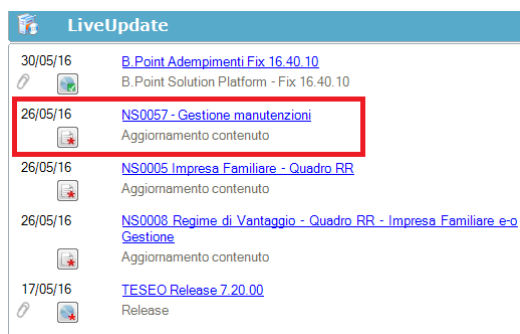 LiveUpdate
30/05/16 B.Point Adempimenti Fix 16.40.10
B.Point Solution Platform - Fix 16.40.10
26/05/16 NS0057 - Gestione manutenzioni
Aggiornamento contenuto
26/05/16 NS0005 Impresa Familiare - Quadro RR
Aggiornamento contenuto
26/05/16 NS0008 Regime di Vantaggio - Quadro RR - Impresa Familiare e-o
Gestione
Aggiornamento contenuto
17/05/16 TESEO Release 7.20.00
Release